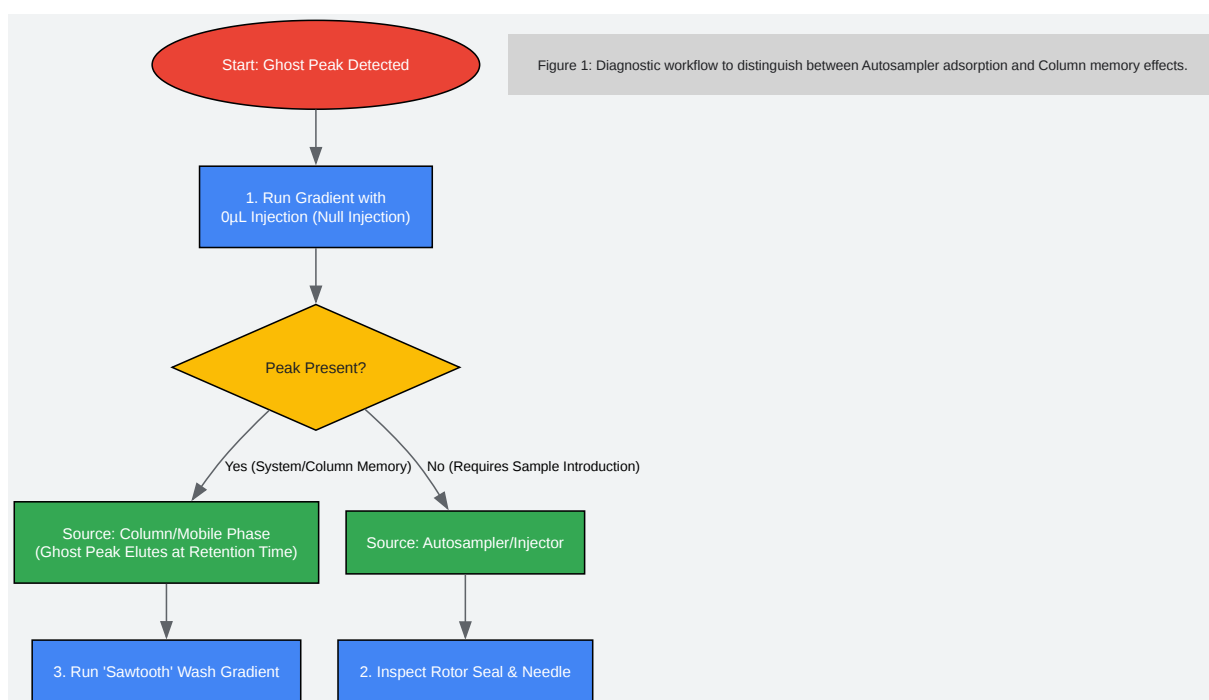 Start: Ghost Peak Detected
Figure 1: Diagnostic workflow to distinguish between Autosampler adsorption and Column memory effects.
1. Run Gradient with
0µL Injection (Null Injection)
Peak Present?
Yes (System/Column Memory)
No (Requires Sample Introduction)
Source: Column/Mobile Phase
(Ghost Peak Elutes at Retention Time)
Source: Autosampler/Injector
3. Run 'Sawtooth' Wash Gradient
2. Inspect Rotor Seal & Needle